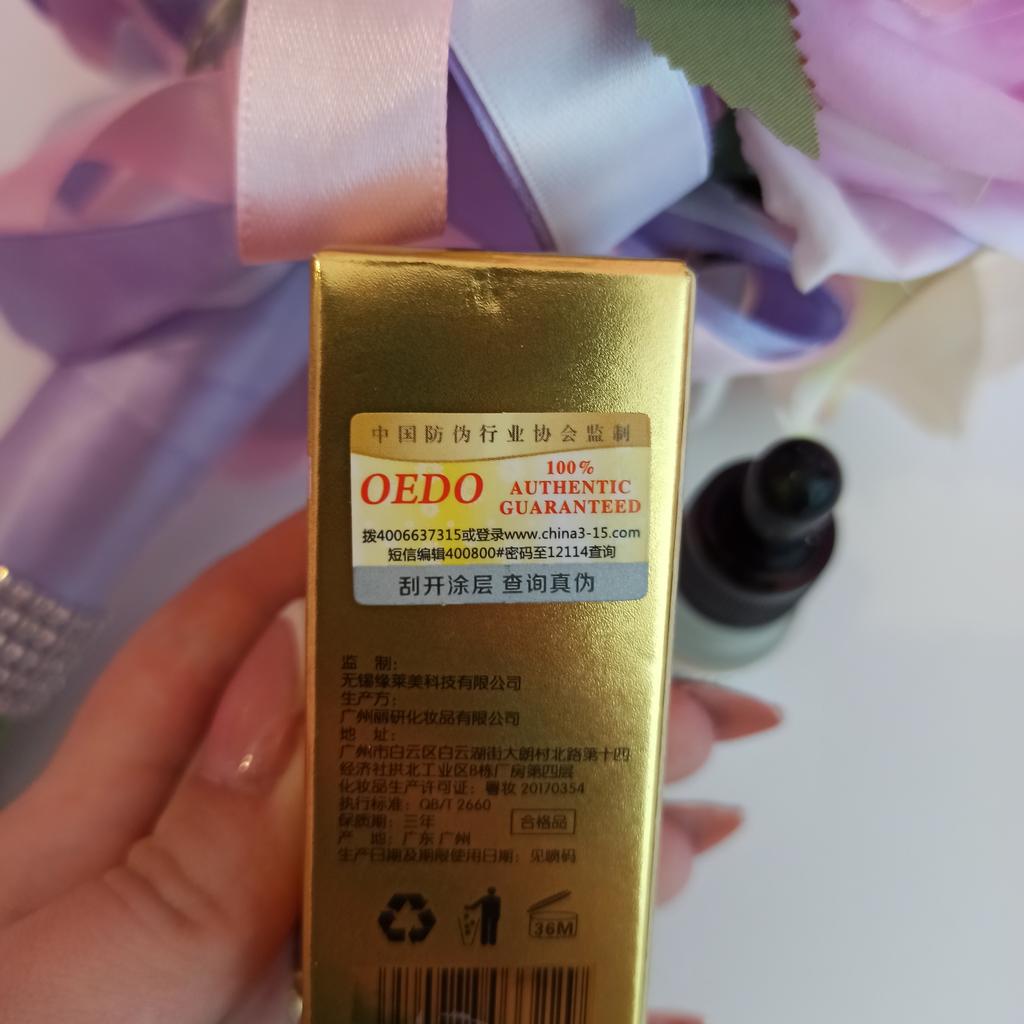 中国防伪行业协会监制
OEDO
100%
AUTHENTIC
GUARANTEED
拨4006637315或登录www.china3-15.com
短信编辑400800#密码至12114查询
刮开涂层 查询真伪
监 制:
无锡缘莱美科技有限公司
生产方:
广州丽研化妆品有限公司
地 址:
广州市白云区白云湖街大朗村北路第十四
经济社拱北工业区B栋厂房第四层
化妆品生产许可证: 粤妆 20170354
执行标准: QB/T 2660
保质期: 三年
合格品
产 地: 广东 广州
生产日期及期限使用日期: 见喷码
36M